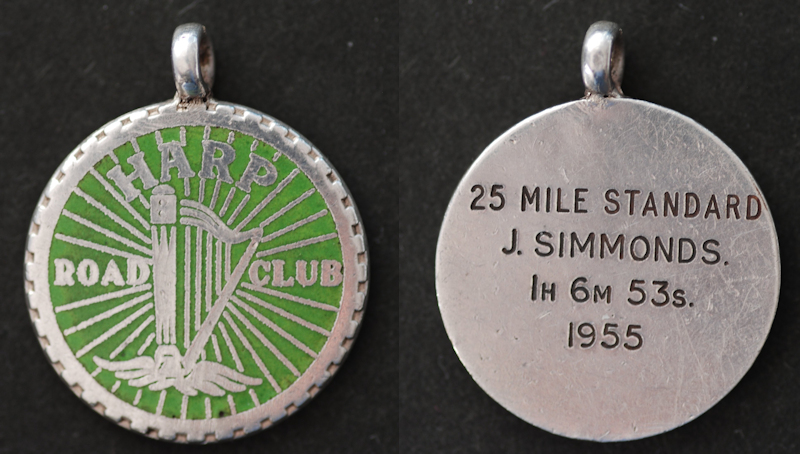 HARP
ROAD CLUB
25 MILE STANDARD
J. SIMMONDS.
1H 6M 53S.
1955